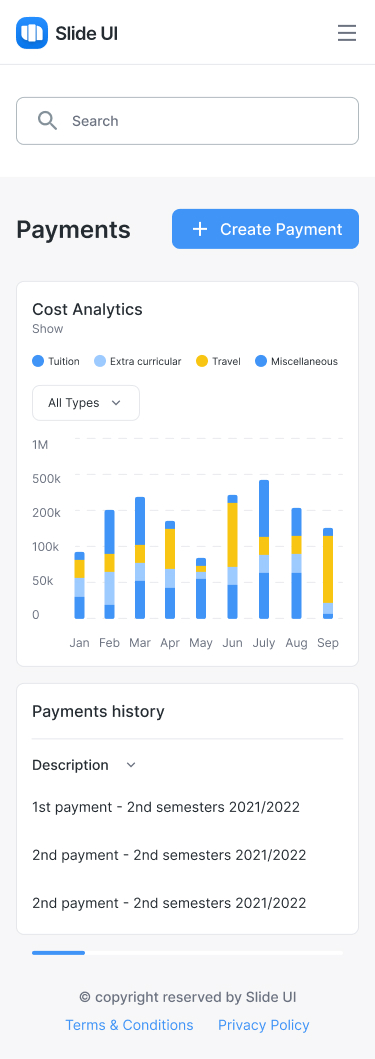 Slide UI
Search
Payments
Create Payment
Cost Analytics
Show
Tuition Extra curricular Travel Miscellaneous
All Types
1M
500k
200k
100k
50k
0
Jan Feb Mar Apr May Jun July Aug Sep
Payments history
Description
1st payment - 2nd semesters 2021/2022
2nd payment - 2nd semesters 2021/2022
2nd payment - 2nd semesters 2021/2022
© copyright reserved by Slide UI
Terms & Conditions Privacy Policy